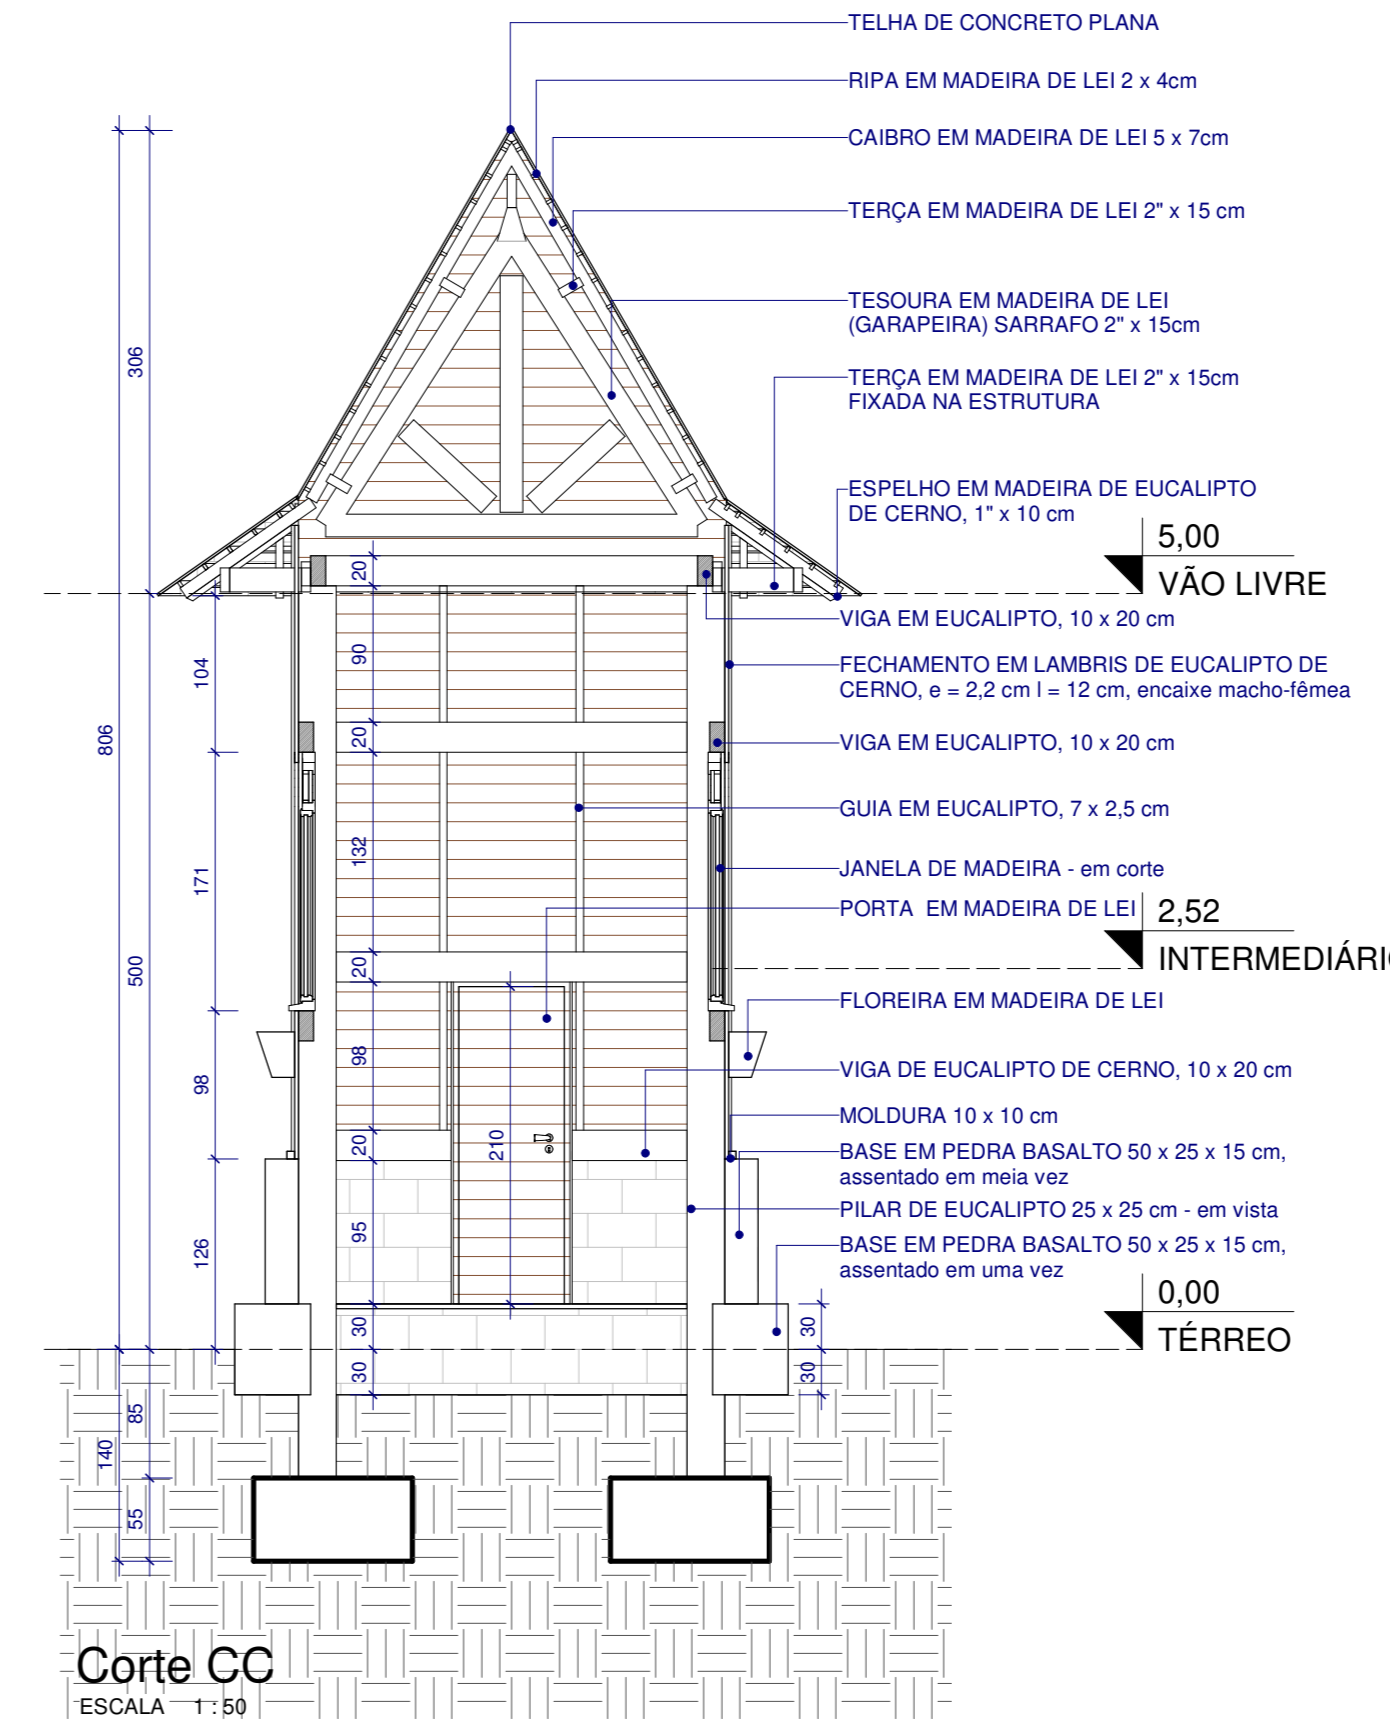 TELHA DE CONCRETO PLANA
RIPA EM MADEIRA DE LEI 2 x 4cm
CAIBRO EM MADEIRA DE LEI 5 x 7cm
TERÇA EM MADEIRA DE LEI 2" x 15 cm
TESOURA EM MADEIRA DE LEI
(GARAPEIRA) SARRAFO 2" x 15cm
TERÇA EM MADEIRA DE LEI 2" x 15cm
FIXADA NA ESTRUTURA
ESPELHO EM MADEIRA DE EUCALIPTO
DE CERNO, 1" x 10 cm
5,00
VÃO LIVRE
VIGA EM EUCALIPTO, 10 x 20 cm
FECHAMENTO EM LAMBRIS DE EUCALIPTO DE
CERNO, e = 2,2 cm l = 12 cm, encaixe macho-fêmea
VIGA EM EUCALIPTO, 10 x 20 cm
GUIA EM EUCALIPTO, 7 x 2,5 cm
JANELA DE MADEIRA - em corte
PORTA EM MADEIRA DE LEI
2,52
INTERMEDIÁRIO
FLOREIRA EM MADEIRA DE LEI
VIGA DE EUCALIPTO DE CERNO, 10 x 20 cm
MOLDURA 10 x 10 cm
BASE EM PEDRA BASALTO 50 x 25 x 15 cm,
assentado em meia vez
PILAR DE EUCALIPTO 25 x 25 cm - em vista
BASE EM PEDRA BASALTO 50 x 25 x 15 cm,
assentado em uma vez
0,00
TÉRREO
806
140
306
500
85
55
104
171
98
126
20
90
20
132
20
98
20
95
30
30
210
30
30
Corte CC
ESCALA 1 : 50